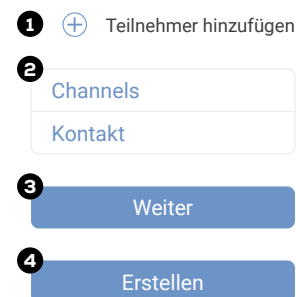 1 Teilnehmer hinzufügen
2
Channels
Kontakt
3
Weiter
4
Erstellen